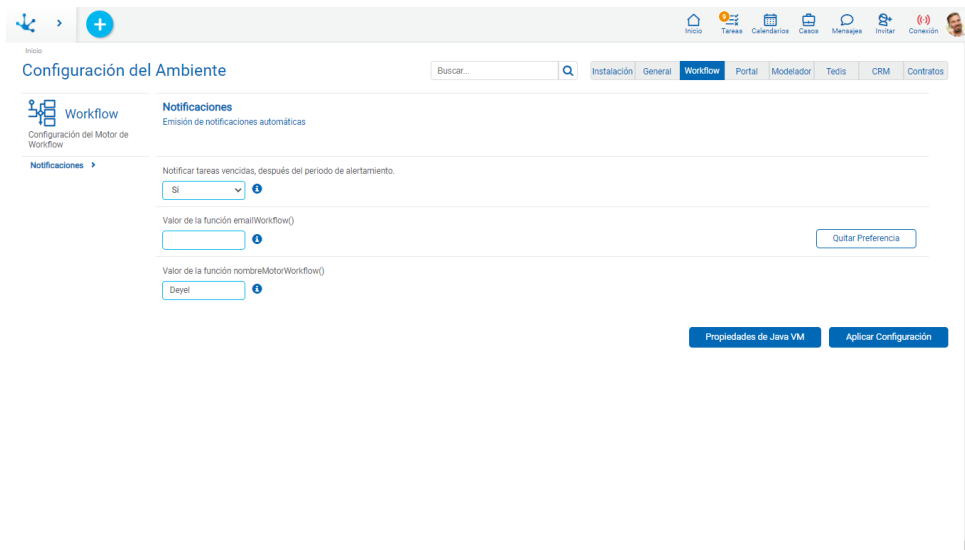 9
Inicio
Tareas
Calendarios
Casos
Mensajes
Invitar
Conexión
Inicio
Configuración del Ambiente
Buscar...
Instalación
General
Workflow
Portal
Modelador
Tedis
CRM
Contratos
Workflow
Configuración del Motor de
Workflow
Notificaciones
Notificaciones
Emisión de notificaciones automáticas
Notificar tareas vencidas, después del periodo de alertamiento.
Si
Valor de la función emailWorkflow()
Quitar Preferencia
Valor de la función nombreMotorWorkflow()
Deyel
Propiedades de Java VM
Aplicar Configuración